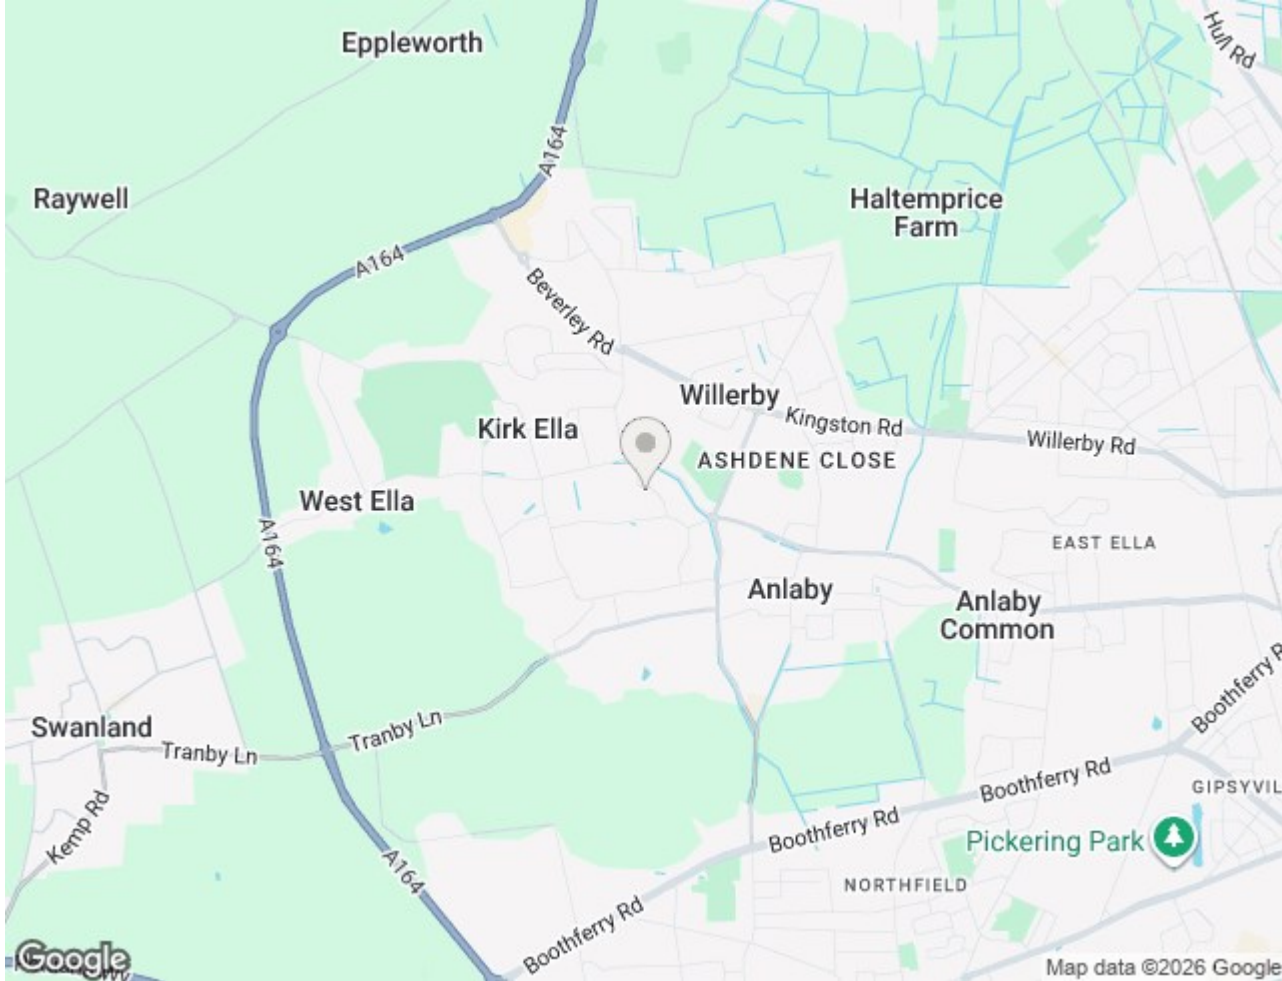 Eppleworth
Hull Rd
A164
Raywell
Haltemprice
Farm
A164
Beverley Rd
Willerby
Kirk Ella
Kingston Rd
Willerby Rd
ASHDENE CLOSE
West Ella
A164
EAST ELLA
Anlaby
Anlaby
Common
Boothferry R
Swanland
Tranby Ln
Tranby Ln
Boothferry Rd
GIPSYVIL
Kemp Rd
Boothferry Rd
Pickering Park
A164
NORTHFIELD
Boothferry Rd
Google
Map data ©2026 Google